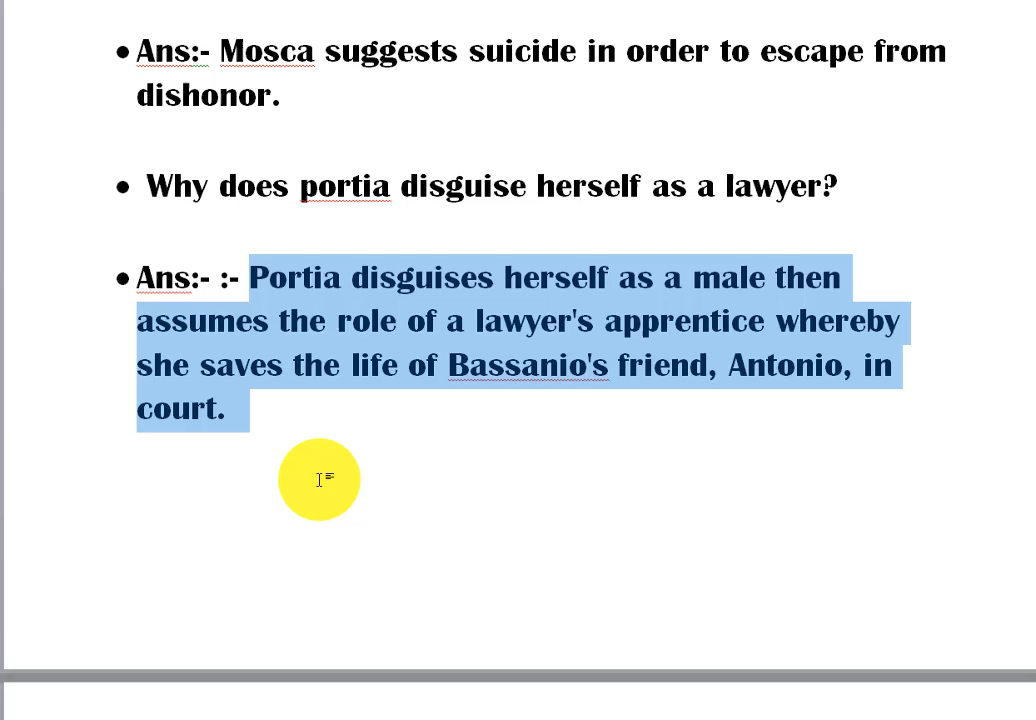 • Ans:- Mosca suggests suicide in order to escape from
dishonor.
• Why does portia disguise herself as a lawyer?
• Ans:- :- Portia disguises herself as a male then
assumes the role of a lawyer's apprentice whereby
she saves the life of Bassanio's friend, Antonio, in
court.